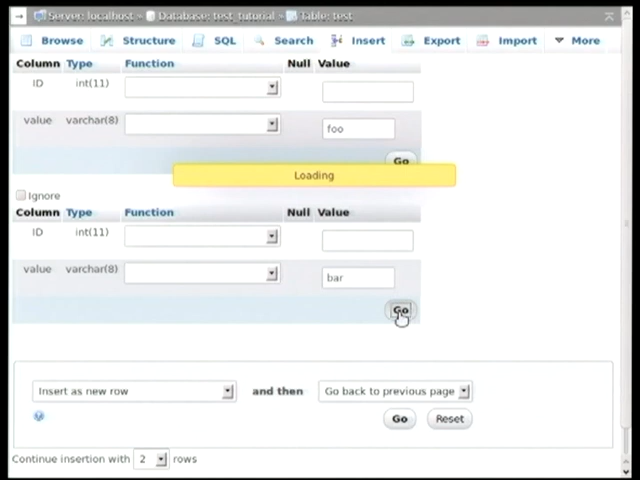 Server: localhost » Database: test_tutorial » Table: test
Browse Structure SQL Search Insert Export Import More
Column Type Function Null Value
ID int(11)
value varchar(8) foo
Go
Loading
Ignore
Column Type Function Null Value
ID int(11)
value varchar(8) bar
Go
Insert as new row and then Go back to previous page
Go Reset
Continue insertion with 2 rows